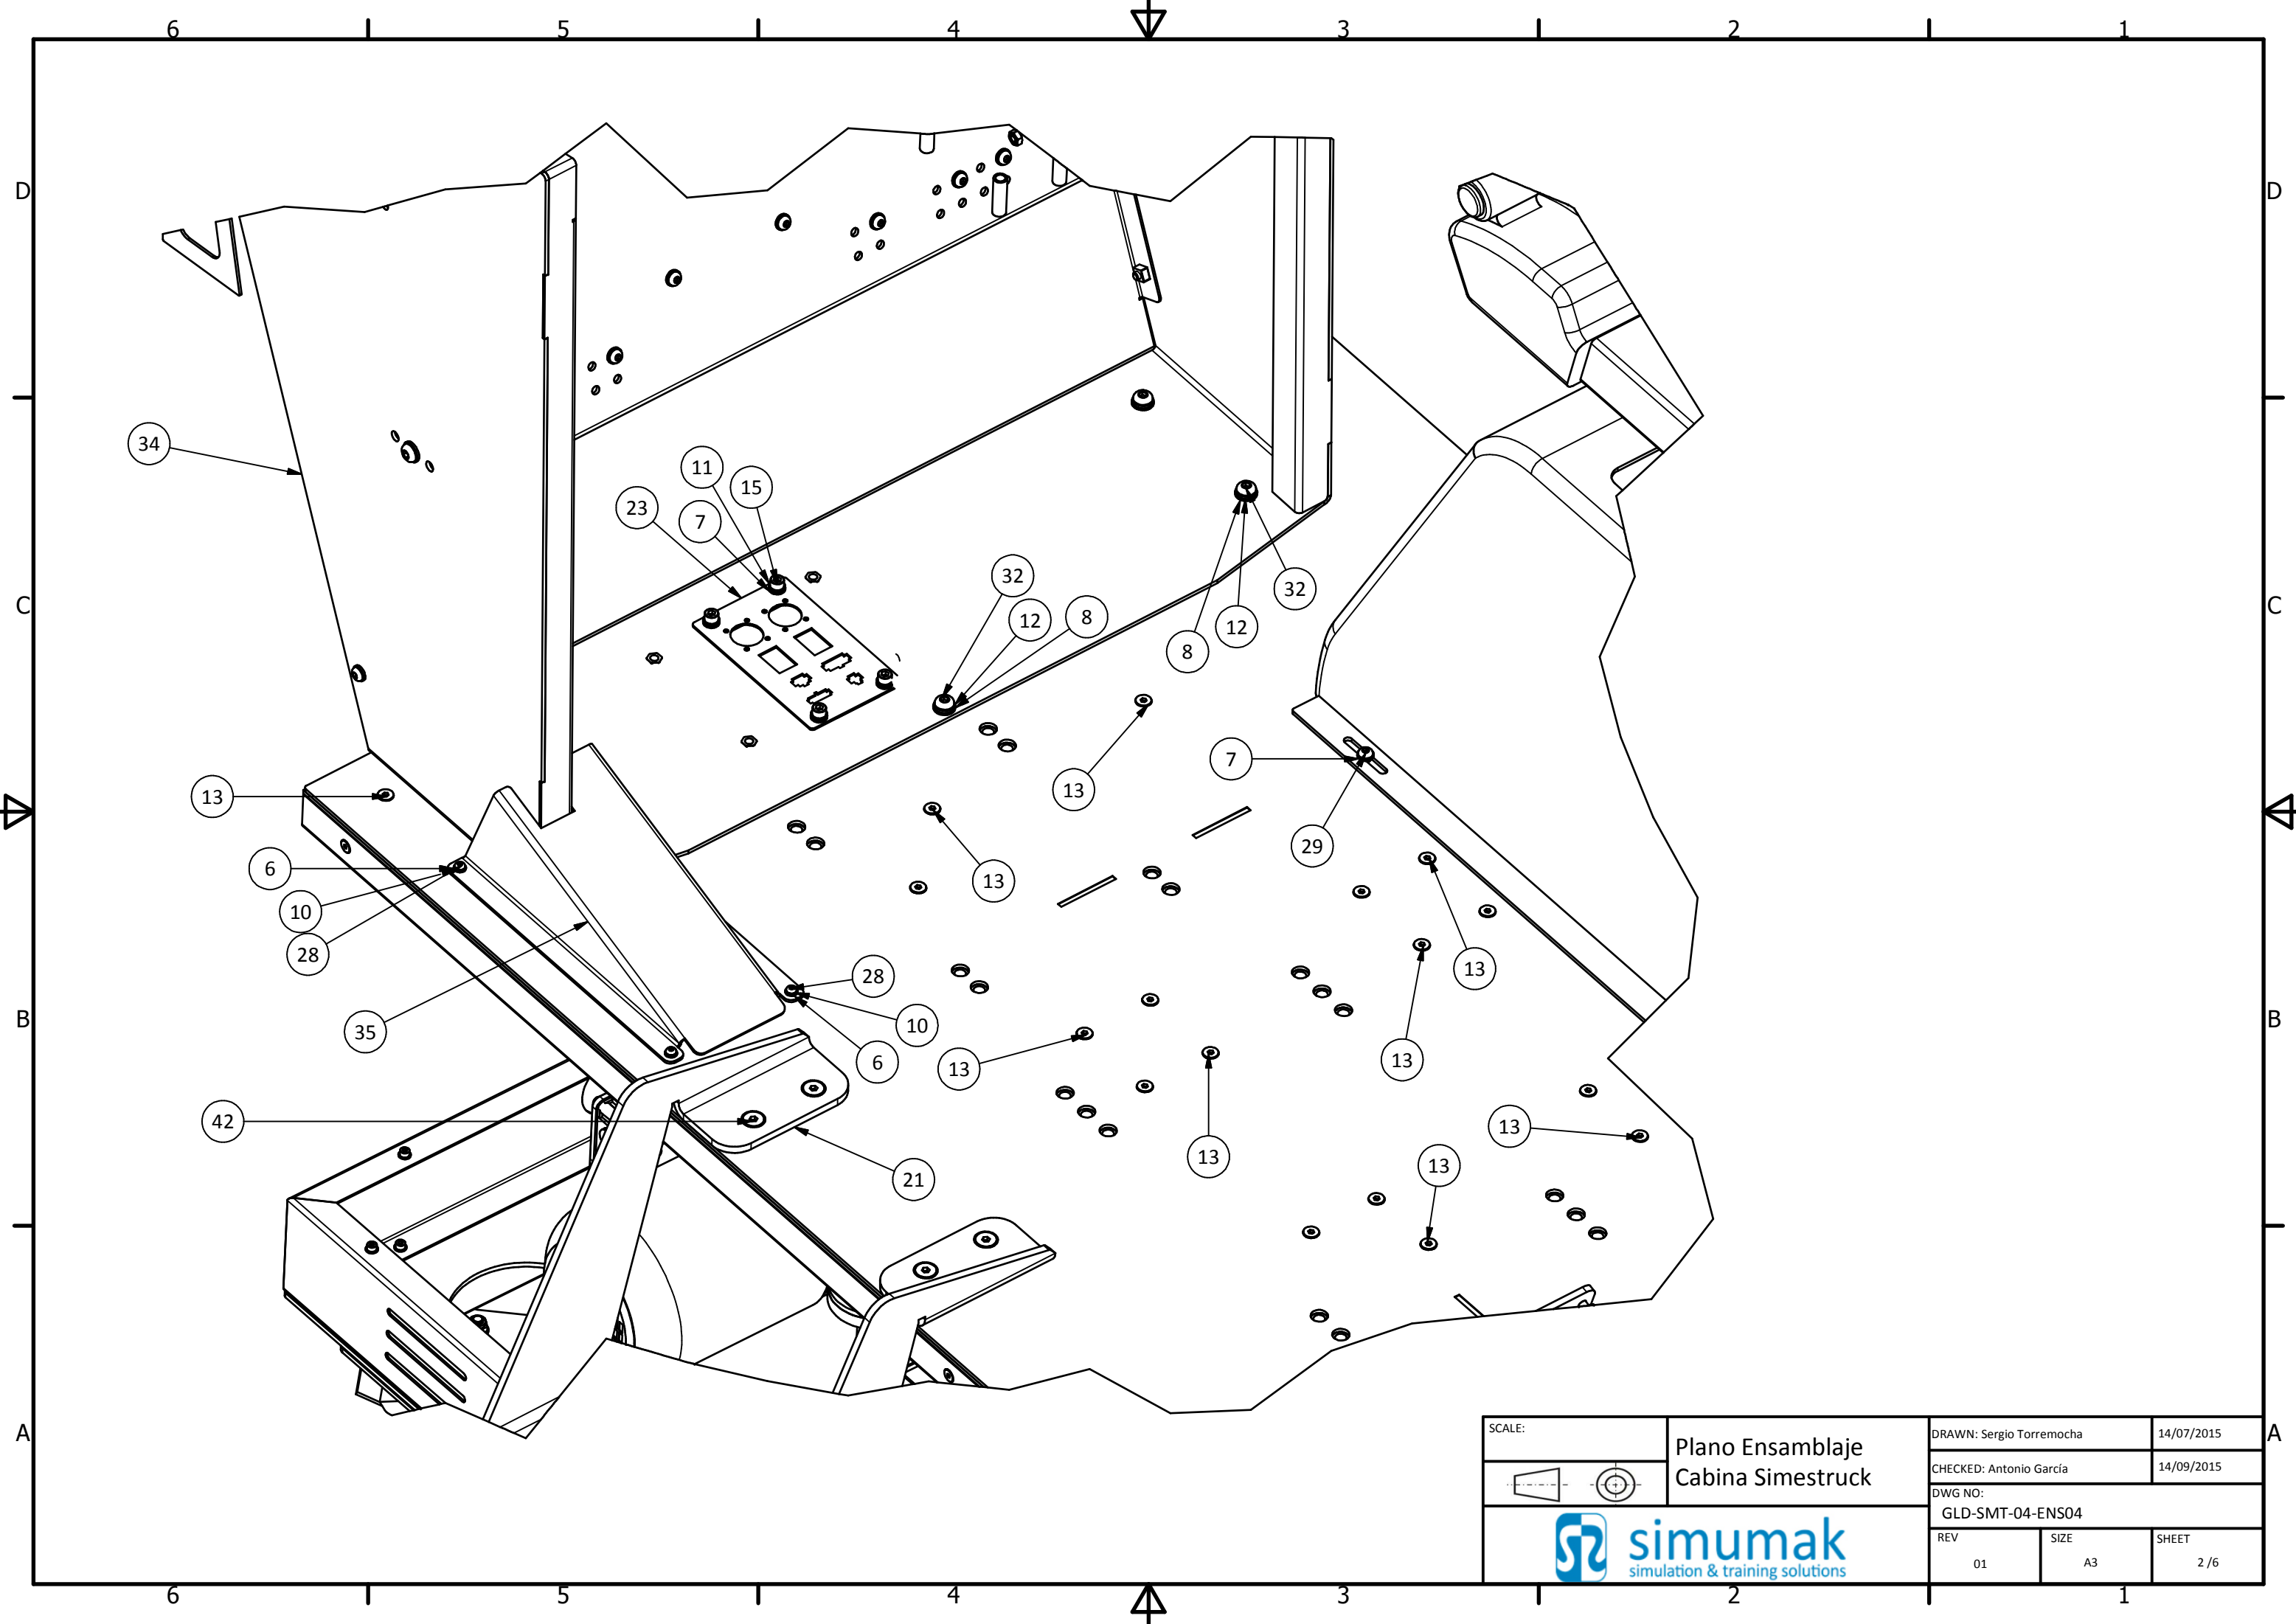 6 5 4 3 2 1
D D
34
11
15
23
7
32
32
12
8
12
8
C C
13
7
13
29
6
13
10
28
13
28
35
10
13
6
13
B B
42
13
13
13
21
A A
SCALE:
Plano Ensamblaje
Cabina Simestruck
DRAWN: Sergio Torremocha 14/07/2015
CHECKED: Antonio García 14/09/2015
DWG NO:
GLD-SMT-04-ENS04
REV SIZE SHEET
01 A3 2 /6
simumak
simulation & training solutions
6 5 4 3 2 1